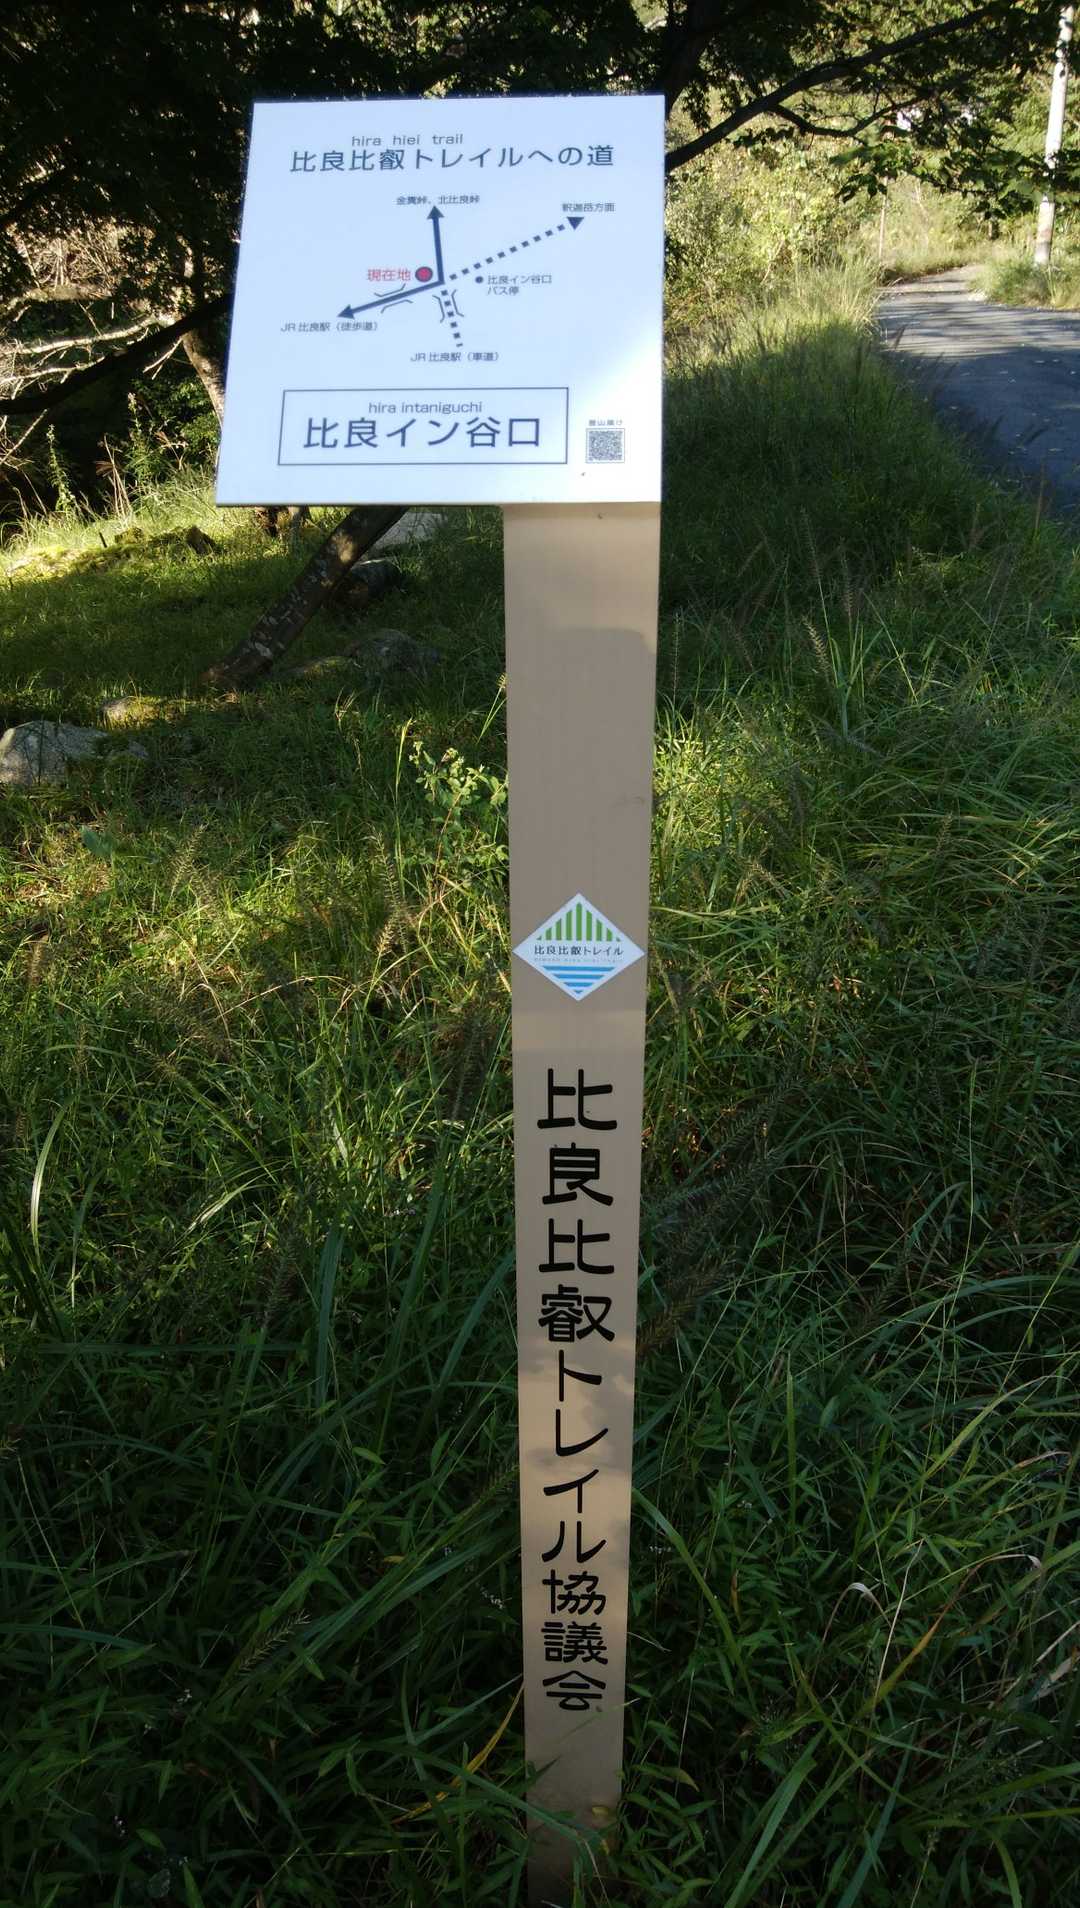 hira hiei trail
比良比叡トレイルへの道
金糞峠、北比良峠
釈迦岳方面
現在地
比良イン谷口
バス停
JR 比良駅（徒歩道）
JR 比良駅（車道）
hira intaniguchi
比良イン谷口
登山届け
比良比叡トレイル
比良比叡トレイル協議会